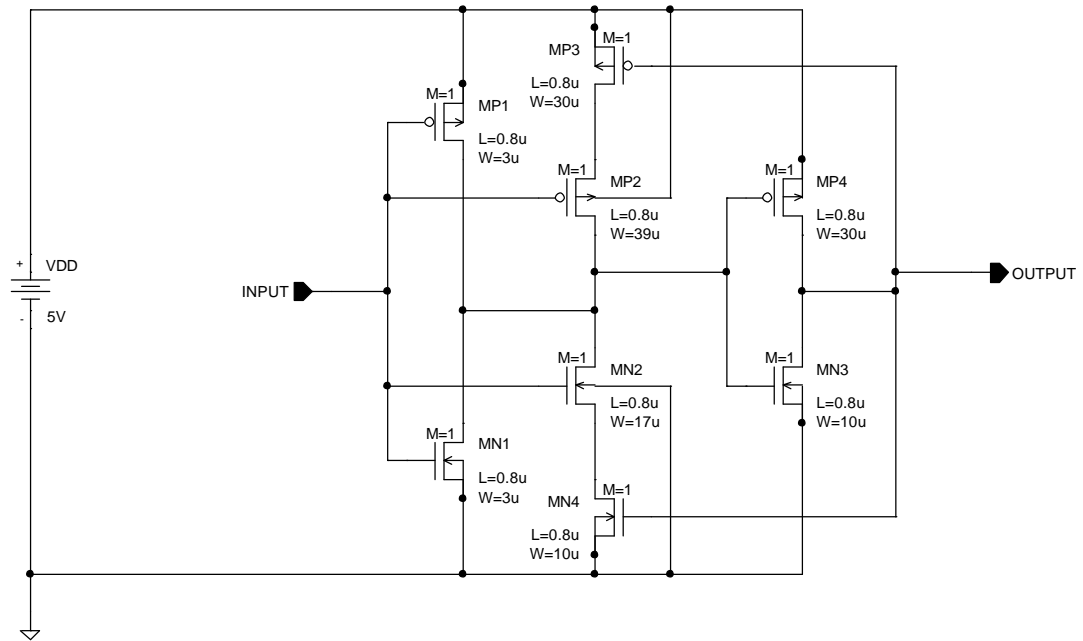 M=1
MP3
L=0.8u
W=30u
M=1
MP1
L=0.8u
W=3u
M=1
MP2
L=0.8u
W=39u
M=1
MP4
L=0.8u
W=30u
+
VDD
-
5V
INPUT
OUTPUT
M=1
MN2
L=0.8u
W=17u
M=1
MN3
L=0.8u
W=10u
M=1
MN1
L=0.8u
W=3u
M=1
MN4
L=0.8u
W=10u